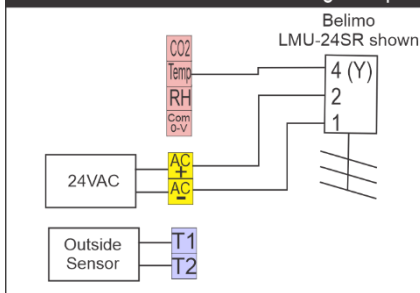 Belimo
LMU-24SR shown
CO2
Temp
RH
Com
0-V
4 (Y)
2
1
24VAC
AC
+
AC
-
Outside
Sensor
T1
T2